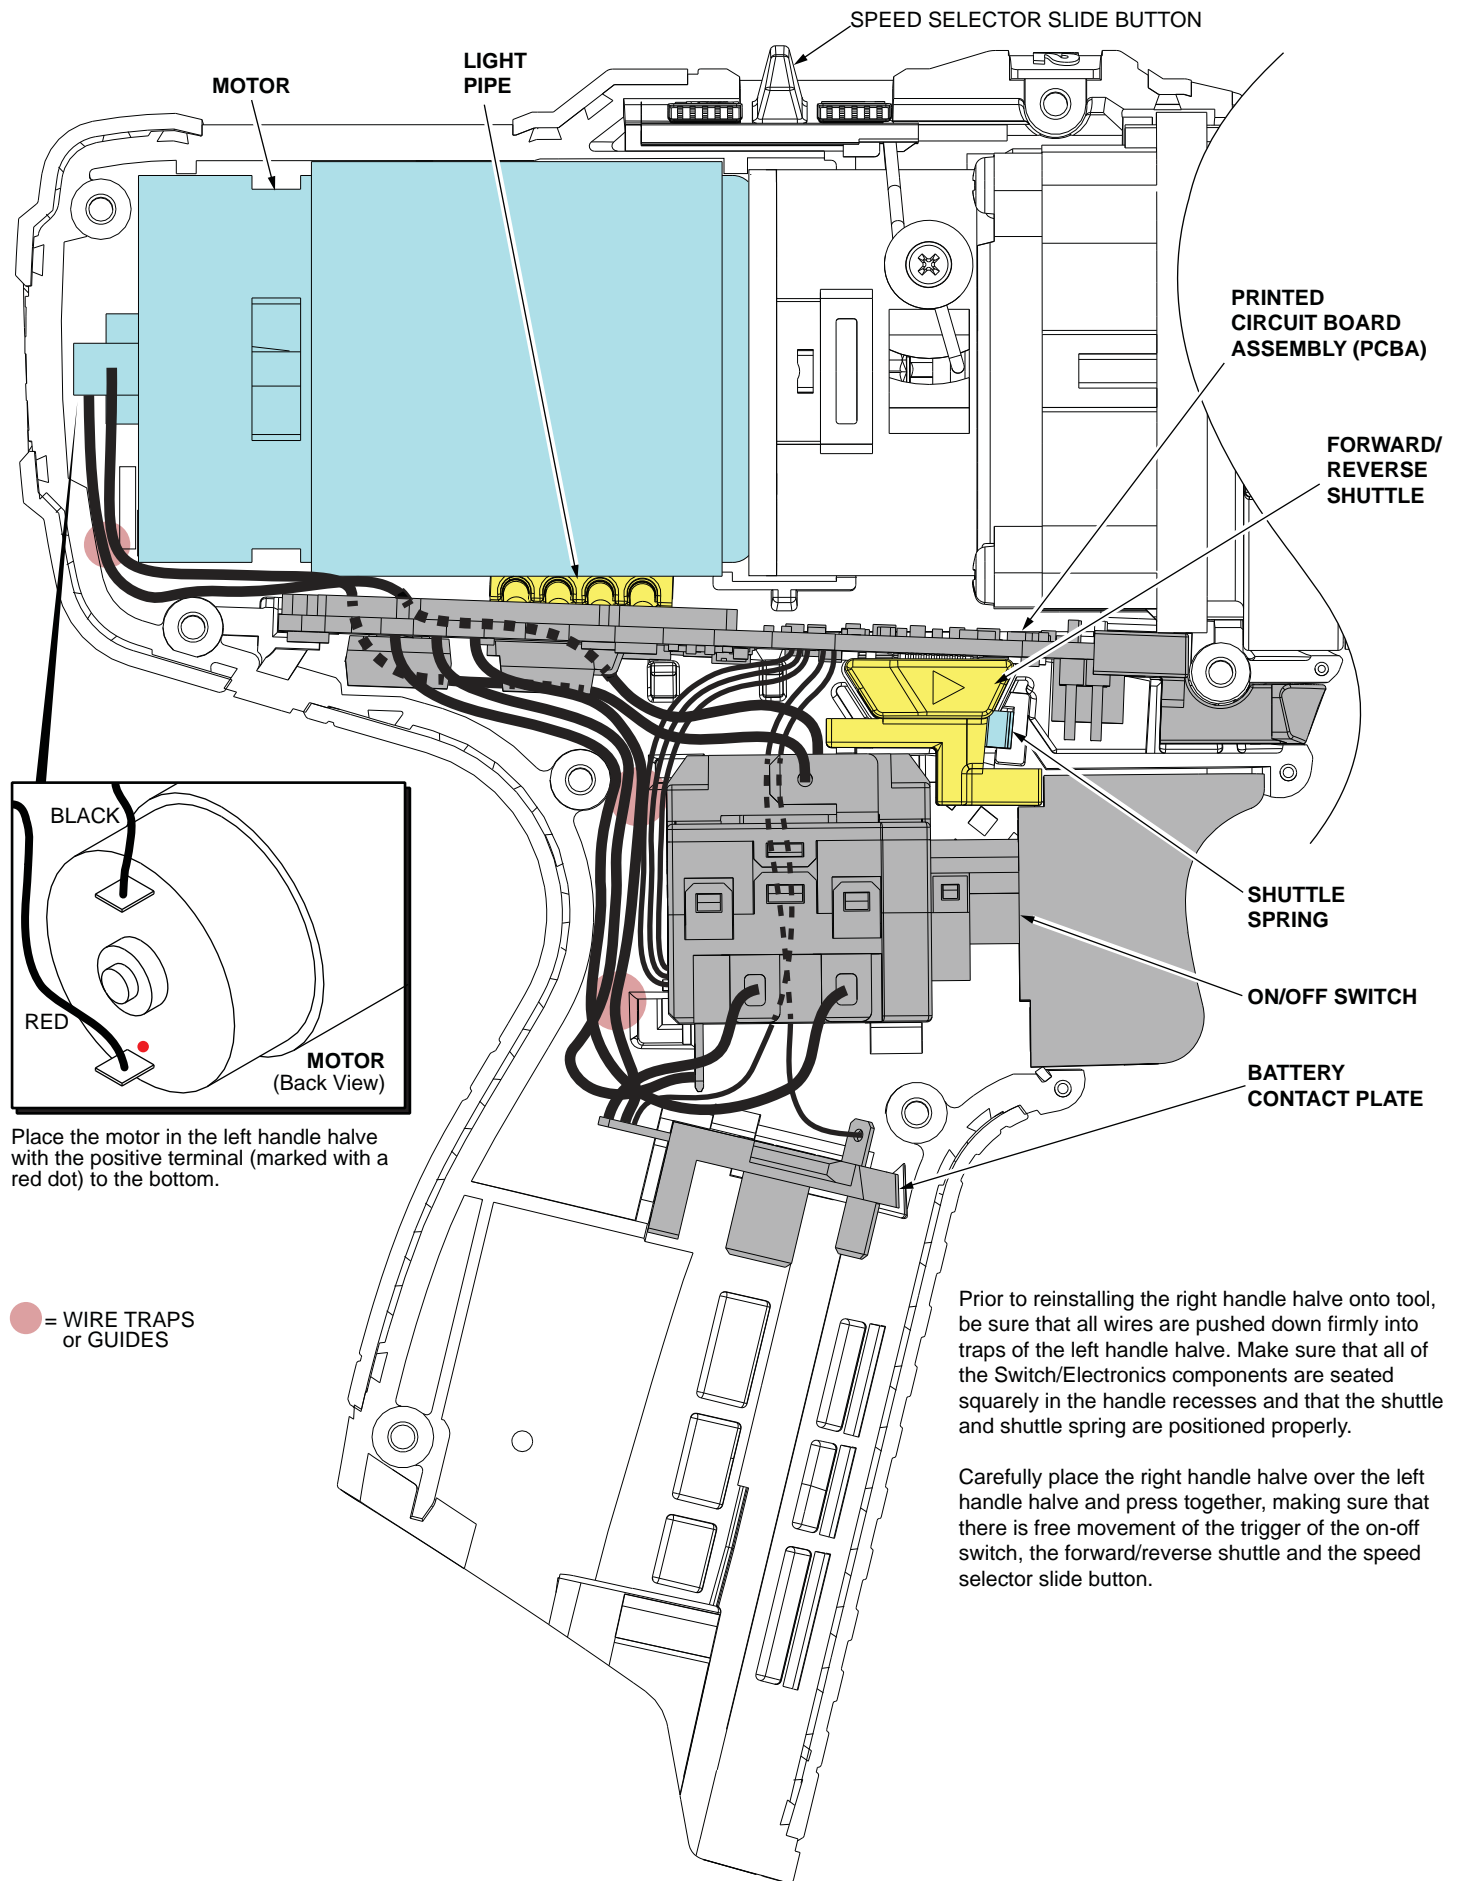 SPEED SELECTOR SLIDE BUTTON
LIGHT
PIPE
MOTOR
PRINTED
CIRCUIT BOARD
ASSEMBLY (PCBA)
FORWARD/
REVERSE
SHUTTLE
SHUTTLE
SPRING
ON/OFF SWITCH
BATTERY
CONTACT PLATE
BLACK
RED
MOTOR
(Back View)
Place the motor in the left handle halve
with the positive terminal (marked with a
red dot) to the bottom.
= WIRE TRAPS
or GUIDES
Prior to reinstalling the right handle halve onto tool,
be sure that all wires are pushed down firmly into
traps of the left handle halve. Make sure that all of
the Switch/Electronics components are seated
squarely in the handle recesses and that the shuttle
and shuttle spring are positioned properly.
Carefully place the right handle halve over the left
handle halve and press together, making sure that
there is free movement of the trigger of the on-off
switch, the forward/reverse shuttle and the speed
selector slide button.